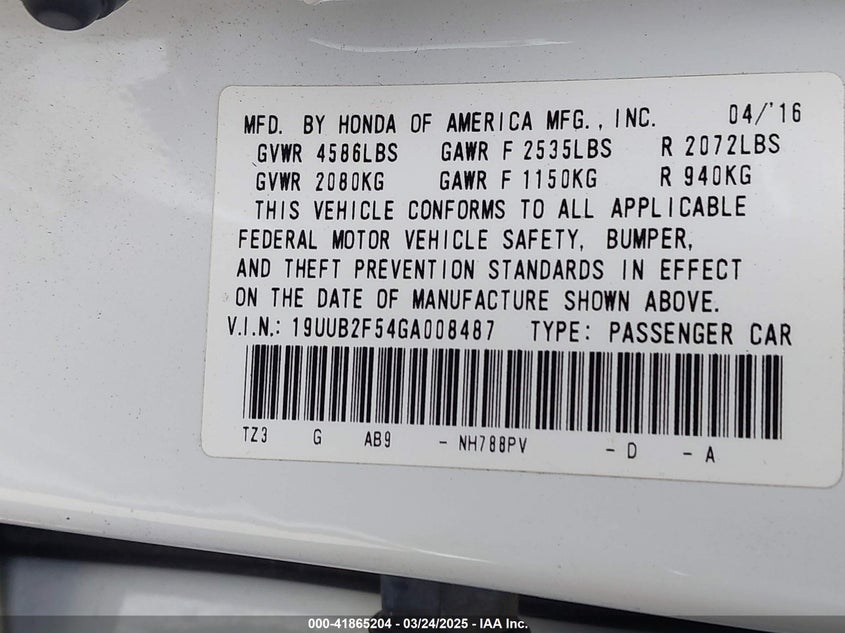 MFD. BY HONDA OF AMERICA MFG., INC. 04/'16
GVWR 4586LBS GAWR F 2535LBS R 2072LBS
GVWR 2080KG GAWR F 1150KG R 940KG
THIS VEHICLE CONFORMS TO ALL APPLICABLE
FEDERAL MOTOR VEHICLE SAFETY, BUMPER,
AND THEFT PREVENTION STANDARDS IN EFFECT
ON THE DATE OF MANUFACTURE SHOWN ABOVE.
V.I.N.: 19UUB2F54GA008487 TYPE: PASSENGER CAR
TZ3 G AB9 - NH788PV - D - A
000-41865204 - 03/24/2025 - IAA Inc.